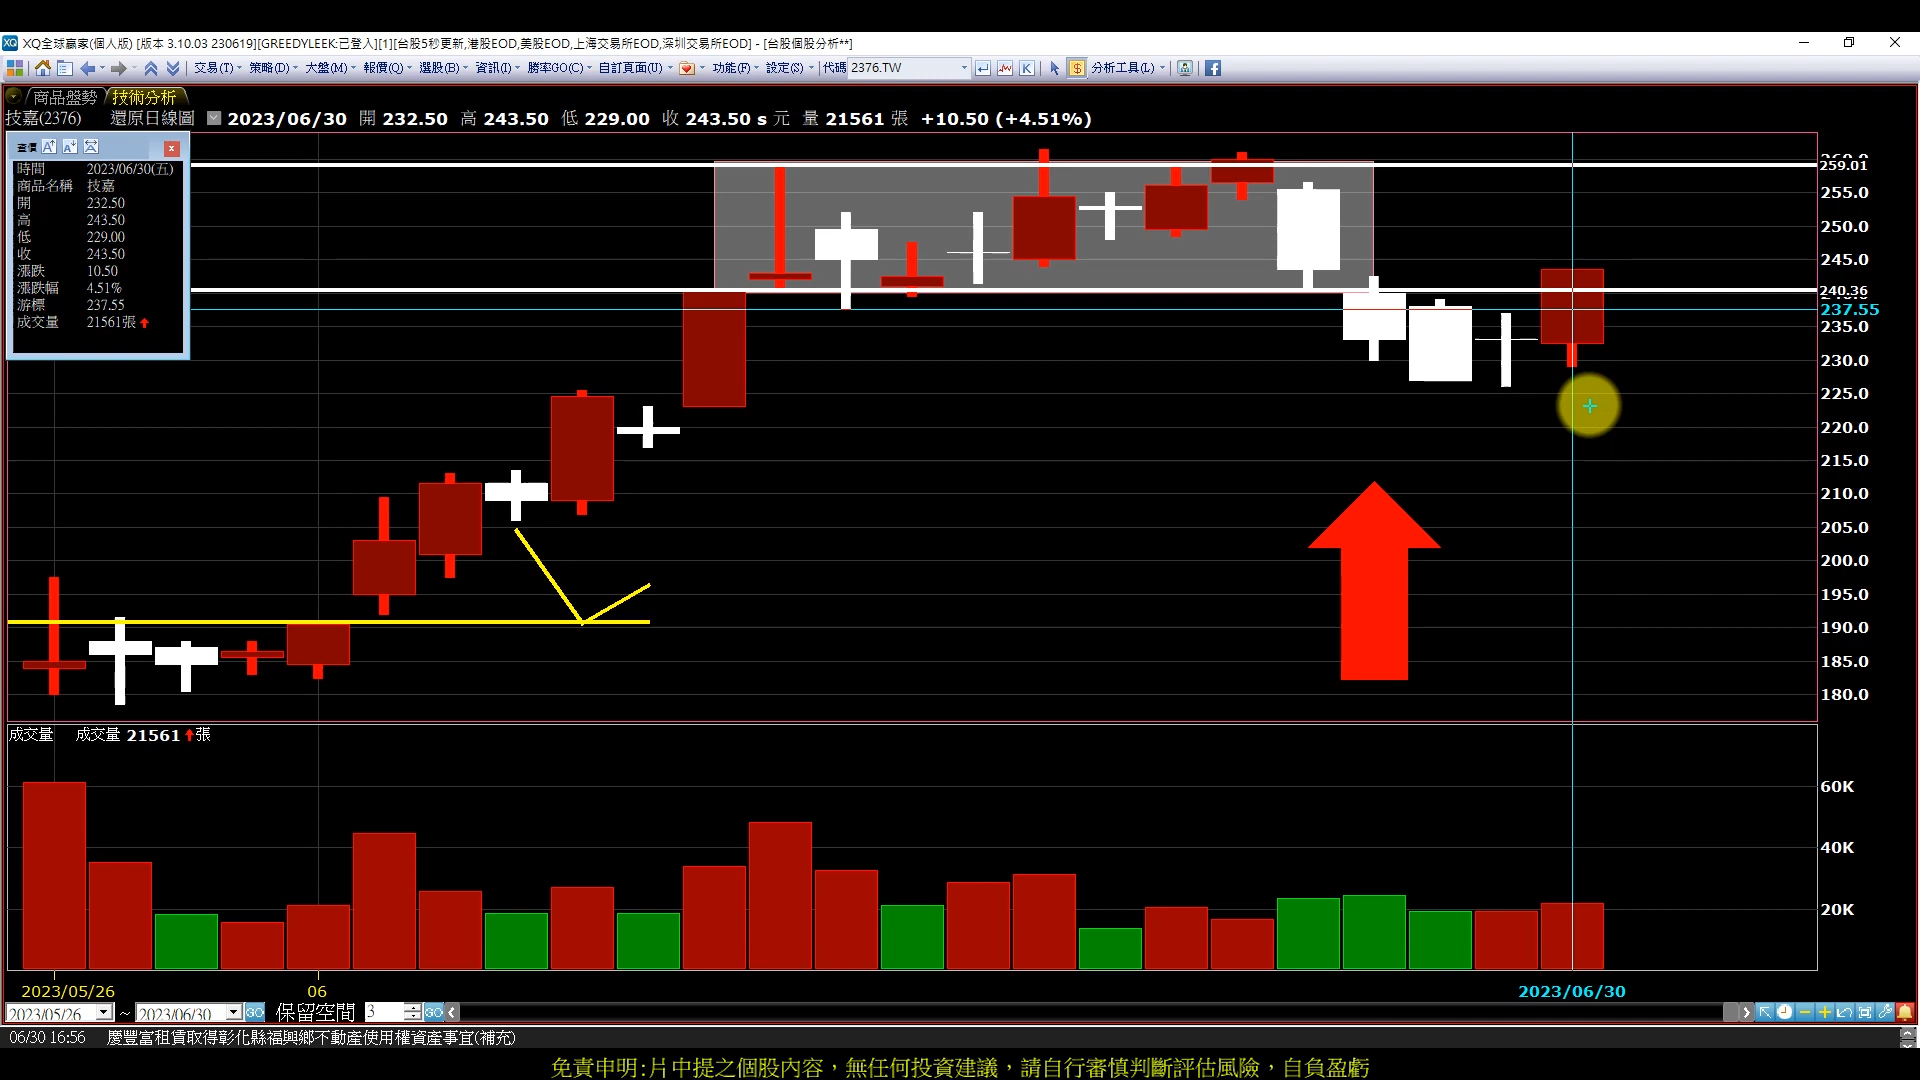 XQ全球贏家(個人版) [版本 3.10.03 230619][GREEDYLEEK:已登入][1][台股5秒更新,港股EOD,美股EOD,上海交易所EOD,深圳交易所EOD] - [台股個股分析**]
交易(T) 策略(D) 大盤(M) 報價(Q) 選股(B) 資訊(I) 勝率GO(C) 自訂頁面(U) 功能(F) 設定(S) 代碼 2376.TW K $ 分析工具(L)
商品盤勢 技術分析
技嘉(2376) 還原日線圖 2023/06/30 開 232.50 高 243.50 低 229.00 收 243.50 s 元 量 21561 張 +10.50 (+4.51%)
查價
時間 2023/06/30(五)
商品名稱 技嘉
開 232.50
高 243.50
低 229.00
收 243.50
漲跌 10.50
漲跌幅 4.51%
游標 237.55
成交量 21561張
259.01
255.0
250.0
245.0
240.36
237.55
235.0
230.0
225.0
220.0
215.0
210.0
205.0
200.0
195.0
190.0
185.0
180.0
成交量 成交量 21561 張
60K
40K
20K
2023/05/26 06 2023/06/30
2023/05/26 ~ 2023/06/30 GO 保留空間 3 GO
06/30 16:56 慶豐富租賃取得彰化縣福興鄉不動產使用權資產事宜(補充)
免責申明:片中提之個股內容，無任何投資建議，請自行審慎判斷評估風險，自負盈虧